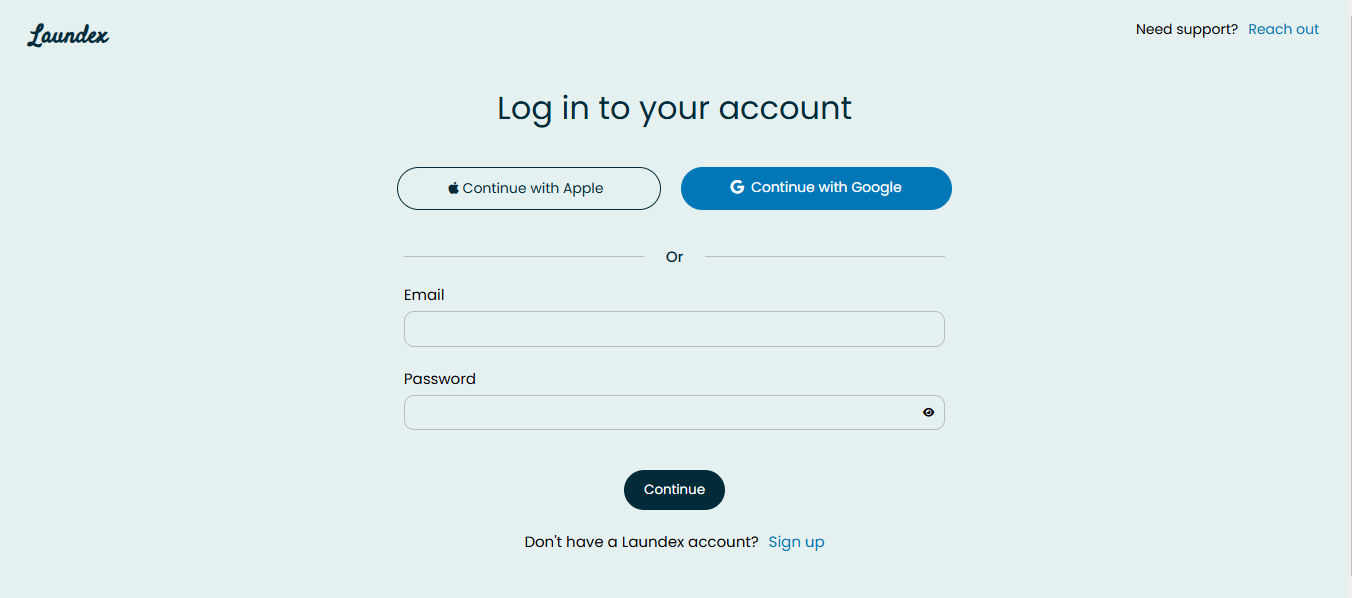 Laundex
Need support? Reach out
Log in to your account
Continue with Apple
Continue with Google
Or
Email
Password
Continue
Don't have a Laundex account? Sign up